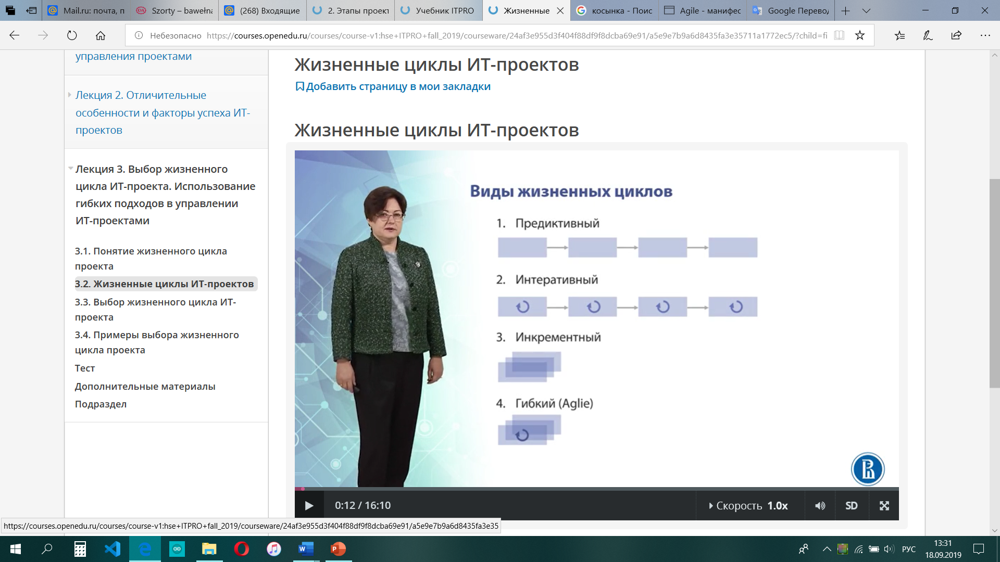 Mail.ru: почта, п
Szorty – bawełna
(268) Входящие
2. Этапы проект
Учебник ITPRO
Жизненные
косынка - Поис
Agile - манифес
Google Перевод
Небезопасно https://courses.openedu.ru/courses/course-v1:hse+ITPRO+fall_2019/courseware/24af3e955d3f404f88df9f8dcba69e91/a5e9e7b9a6d8435fa3e35711a1772ec5/?child=fi
управления проектами
Лекция 2. Отличительные
особенности и факторы успеха ИТ-
проектов
Лекция 3. Выбор жизненного
цикла ИТ-проекта. Использование
гибких подходов в управлении
ИТ-проектами
3.1. Понятие жизненного цикла
проекта
3.2. Жизненные циклы ИТ-проектов
3.3. Выбор жизненного цикла ИТ-
проекта
3.4. Примеры выбора жизненного
цикла проекта
Тест
Дополнительные материалы
Подраздел
Жизненные циклы ИТ-проектов
Добавить страницу в мои закладки
Жизненные циклы ИТ-проектов
Виды жизненных циклов
1. Предиктивный
2. Интеративный
3. Инкрементный
4. Гибкий (Aglie)
0:12 / 16:10
Скорость 1.0x
SD
https://courses.openedu.ru/courses/course-v1:hse+ITPRO+fall_2019/courseware/24af3e955d3f404f88df9f8dcba69e91/a5e9e7b9a6d8435fa3e35
РУС
13:31
18.09.2019